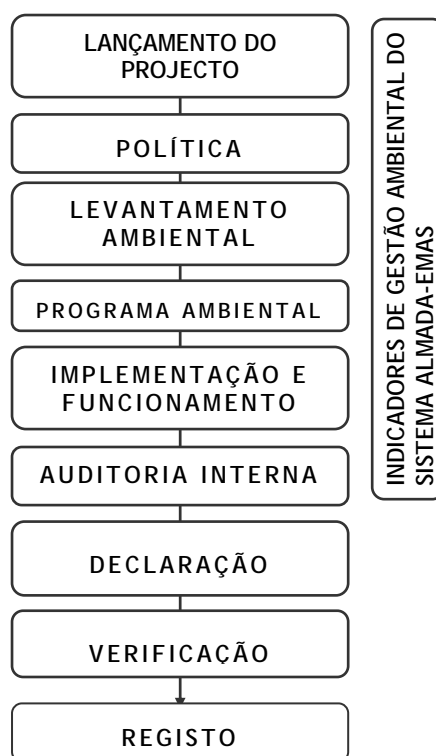 LANÇAMENTO DO
PROJECTO
POLÍTICA
LEVANTAMENTO
AMBIENTAL
PROGRAMA AMBIENTAL
IMPLEMENTAÇÃO E
FUNCIONAMENTO
AUDITORIA INTERNA
DECLARAÇÃO
VERIFICAÇÃO
REGISTO
INDICADORES DE GESTÃO AMBIENTAL DO
SISTEMA ALMADA-EMAS